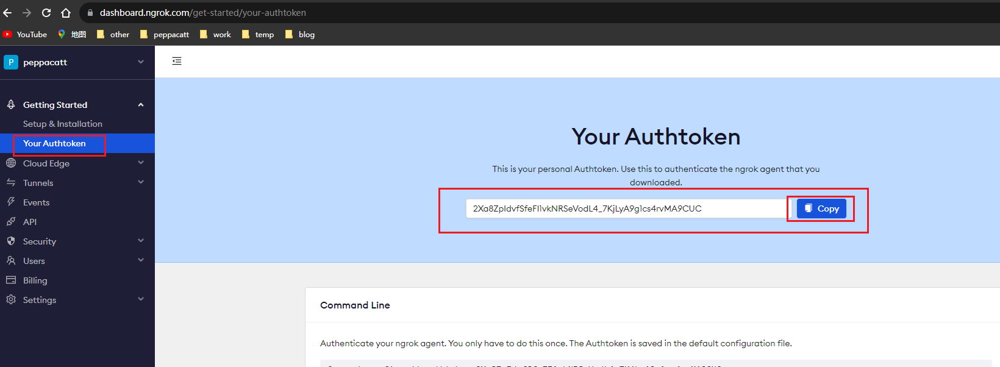 dashboard.ngrok.com/get-started/your-authtoken
YouTube 地图 other peppacatt work temp blog
P peppacatt
Getting Started
Setup & Installation
Your Authtoken
Cloud Edge
Tunnels
Events
API
Security
Users
Billing
Settings
Your Authtoken
This is your personal Authtoken. Use this to authenticate the ngrok agent that you
downloaded.
Copy
Command Line
Authenticate your ngrok agent. You only have to do this once. The Authtoken is saved in the default configuration file.